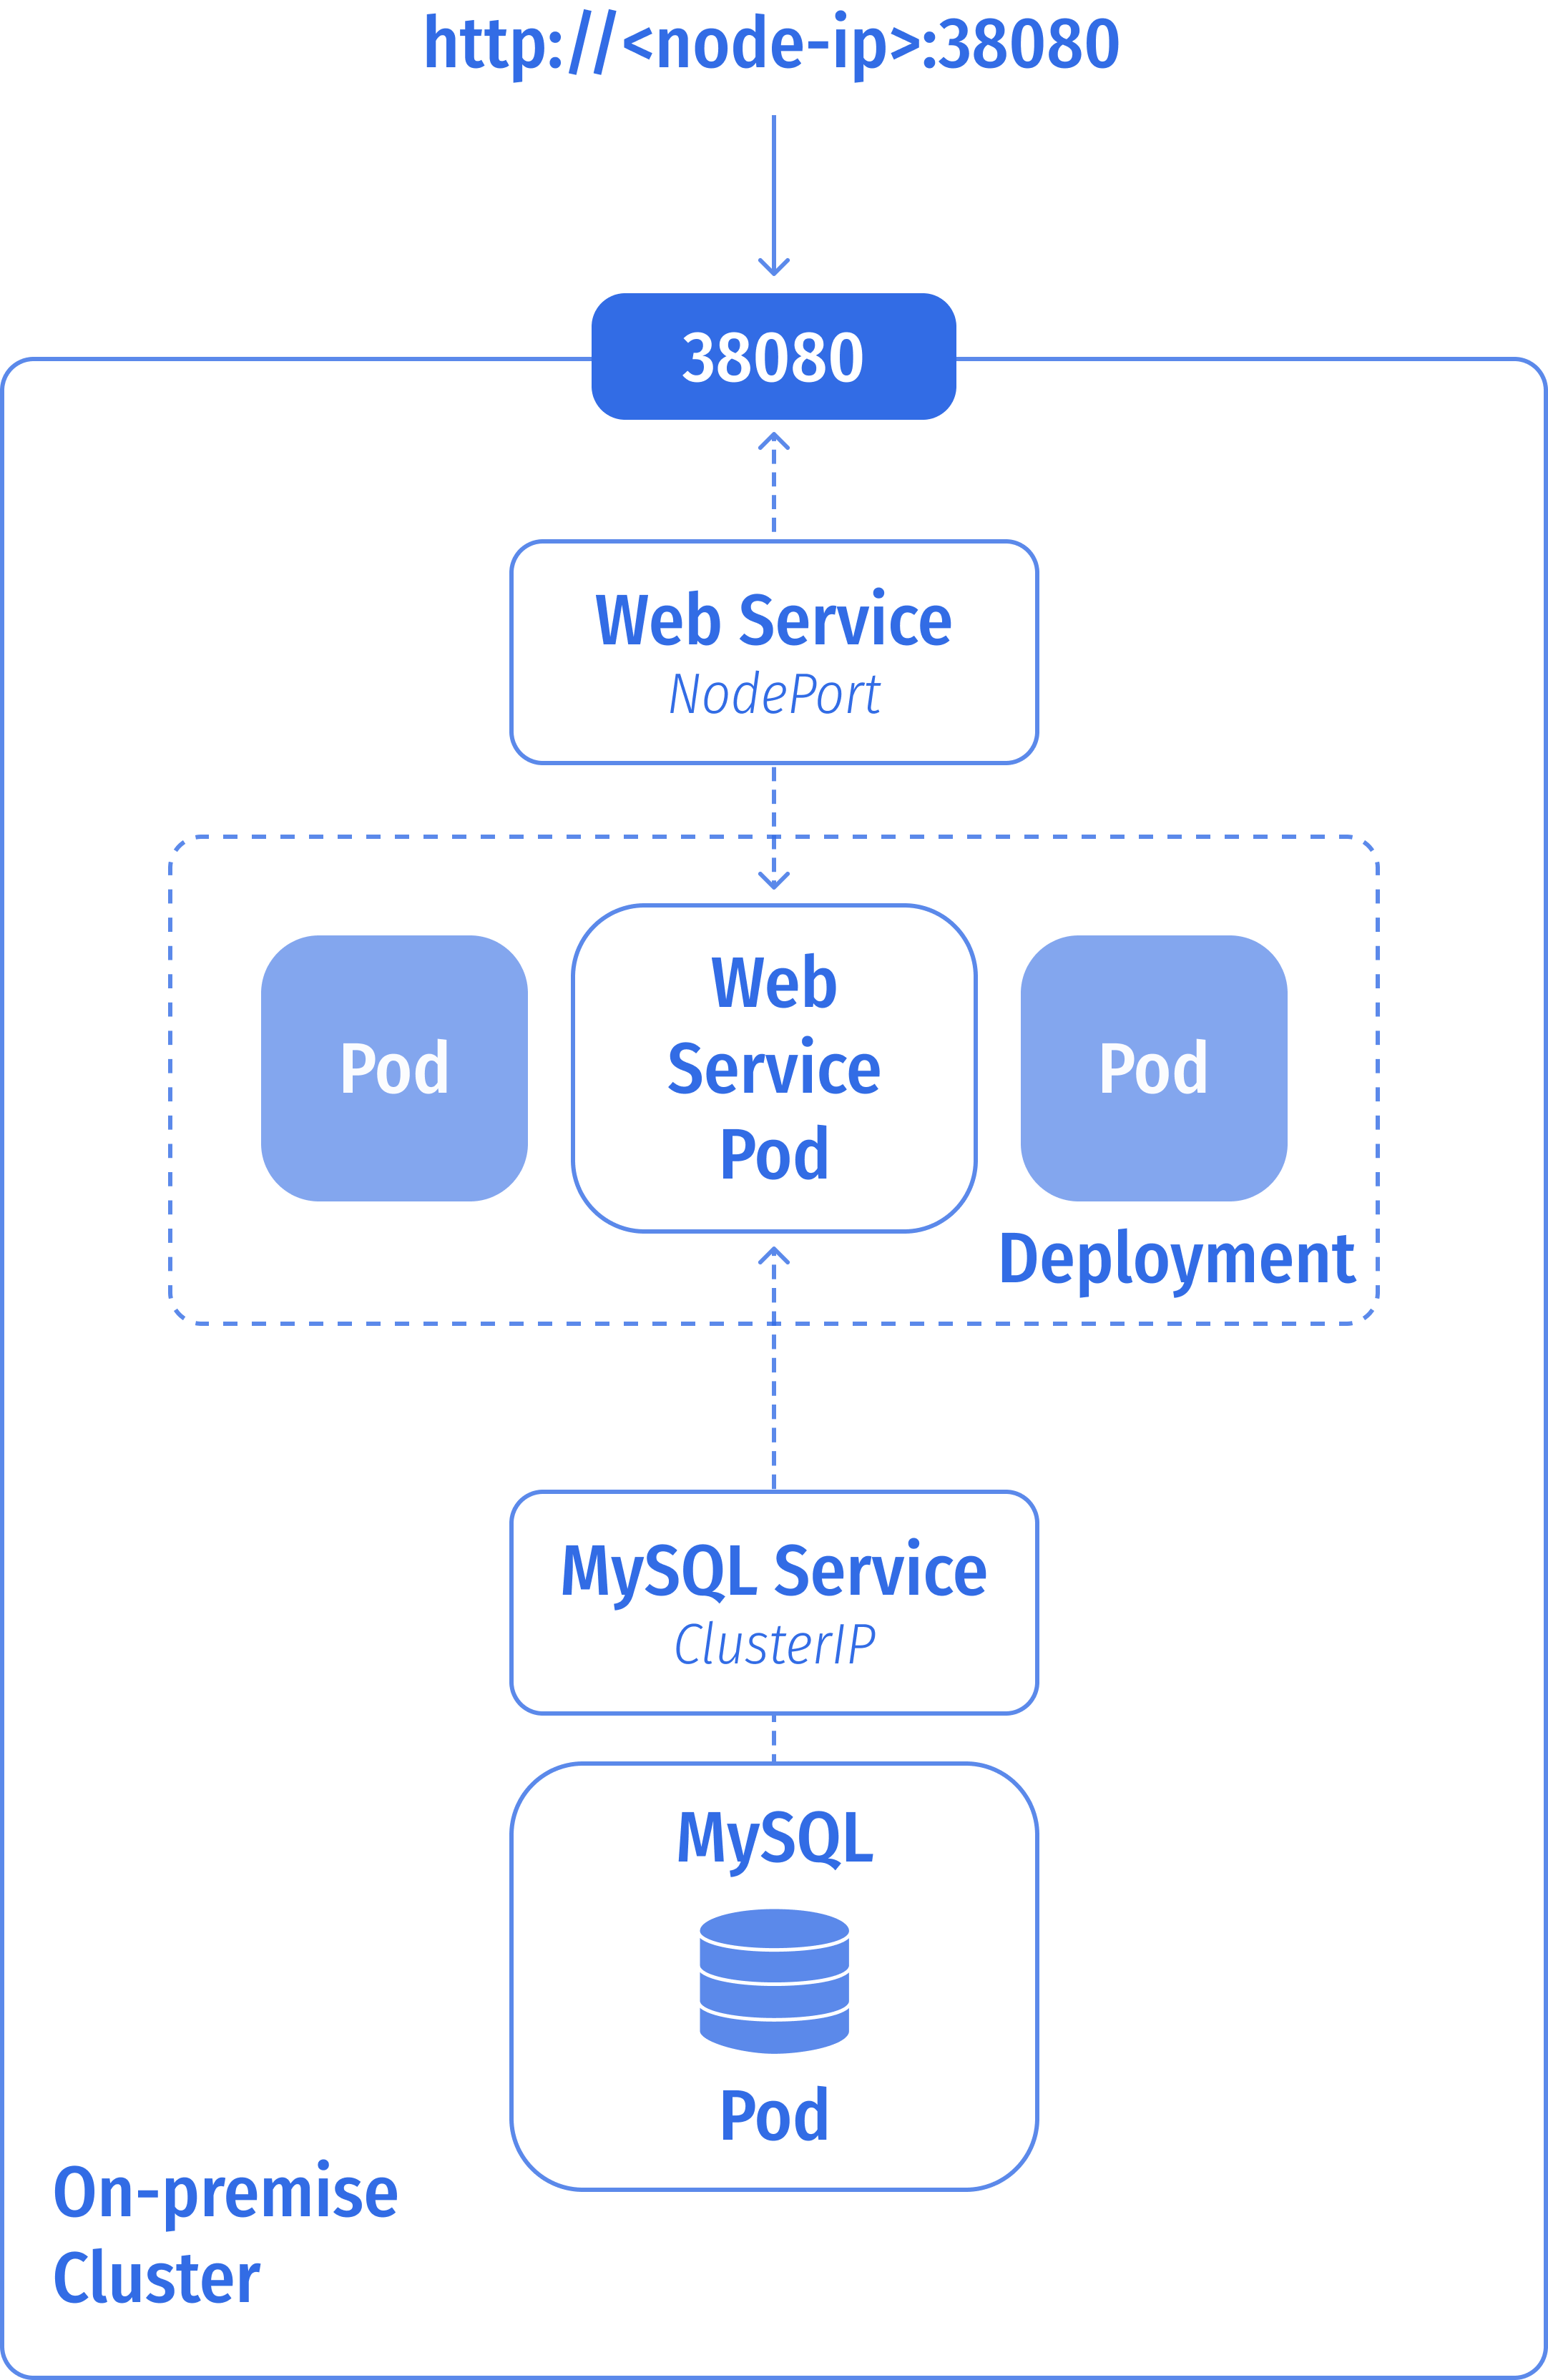 http://<node-ip>:38080
38080
Web Service
NodePort
Pod
Web
Service
Pod
Pod
Deployment
MySQL Service
ClusterIP
MySQL
Pod
On-premise
Cluster